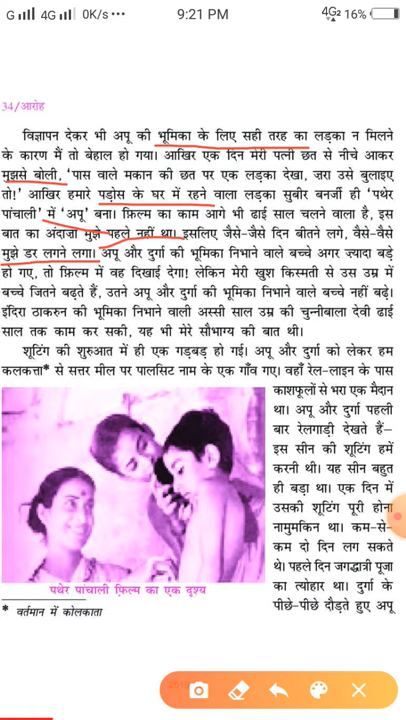 G 4G 0K/s ··· 9:21 PM 4G2 16%
34/आरोह
विज्ञापन देकर भी अपू की भूमिका के लिए सही तरह का लड़का न मिलने
के कारण मैं तो बेहाल हो गया। आखिर एक दिन मेरी पत्नी छत से नीचे आकर
मुझसे बोली, 'पास वाले मकान की छत पर एक लड़का देखा, जरा उसे बुलाइए
तो!' आखिर हमारे पड़ोस के घर में रहने वाला लड़का सुबीर बनर्जी ही 'पथेर
पांचाली' में 'अपू' बना। फ़िल्म का काम आगे भी ढाई साल चलने वाला है, इस
बात का अंदाजा मुझे पहले नहीं था। इसलिए जैसे-जैसे दिन बीतने लगे, वैसे-वैसे
मुझे डर लगने लगा। अपू और दुर्गा की भूमिका निभाने वाले बच्चे अगर ज्यादा बड़े
हो गए, तो फ़िल्म में वह दिखाई देगा! लेकिन मेरी खुश किस्मती से उस उम्र में
बच्चे जितने बढ़ते हैं, उतने अपू और दुर्गा की भूमिका निभाने वाले बच्चे नहीं बढ़े।
इंदिरा ठाकरुन की भूमिका निभाने वाली अस्सी साल उम्र की चुन्नीबाला देवी ढाई
साल तक काम कर सकी, यह भी मेरे सौभाग्य की बात थी।
शूटिंग की शुरुआत में ही एक गड़बड़ हो गई। अपू और दुर्गा को लेकर हम
कलकत्ता* से सत्तर मील पर पालसिट नाम के एक गाँव गए। वहाँ रेल-लाइन के पास
काशफूलों से भरा एक मैदान
था। अपू और दुर्गा पहली
बार रेलगाड़ी देखते हैं–
इस सीन की शूटिंग हमें
करनी थी। यह सीन बहुत
ही बड़ा था। एक दिन में
उसकी शूटिंग पूरी होना
नामुमकिन था। कम-से-
कम दो दिन लग सकते
थे। पहले दिन जगद्धात्री पूजा
का त्योहार था। दुर्गा के
पीछे-पीछे दौड़ते हुए अपू
पथेर पांचाली फ़िल्म का एक दृश्य
* वर्तमान में कोलकाता